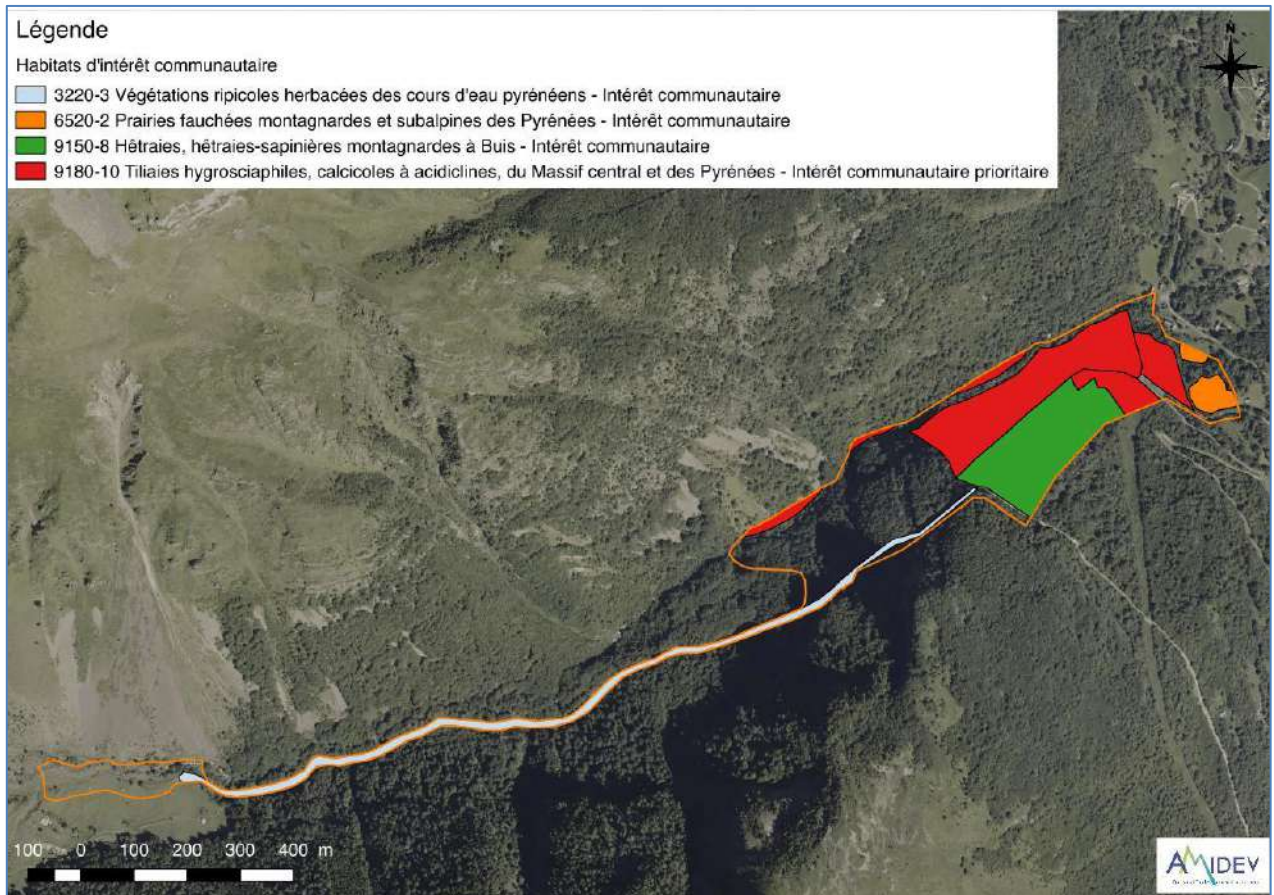 Légende
Habitats d'intérêt communautaire
3220-3 Végétations ripicoles herbacées des cours d'eau pyrénéens - Intérêt communautaire
6520-2 Prairies fauchées montagnardes et subalpines des Pyrénées - Intérêt communautaire
9150-8 Hêtraies, hêtraies-sapinières montagnardes à Buis - Intérêt communautaire
9180-10 Tiliaies hygrosciaphiles, calcicoles à acidiclines, du Massif central et des Pyrénées - Intérêt communautaire prioritaire
N
100 0 100 200 300 400 m
AMIDEV